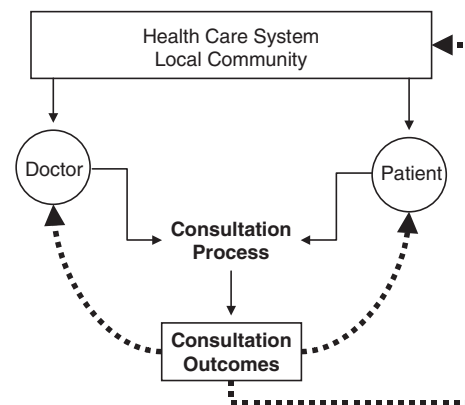 Health Care System
Local Community
Doctor
Patient
Consultation
Process
Consultation
Outcomes